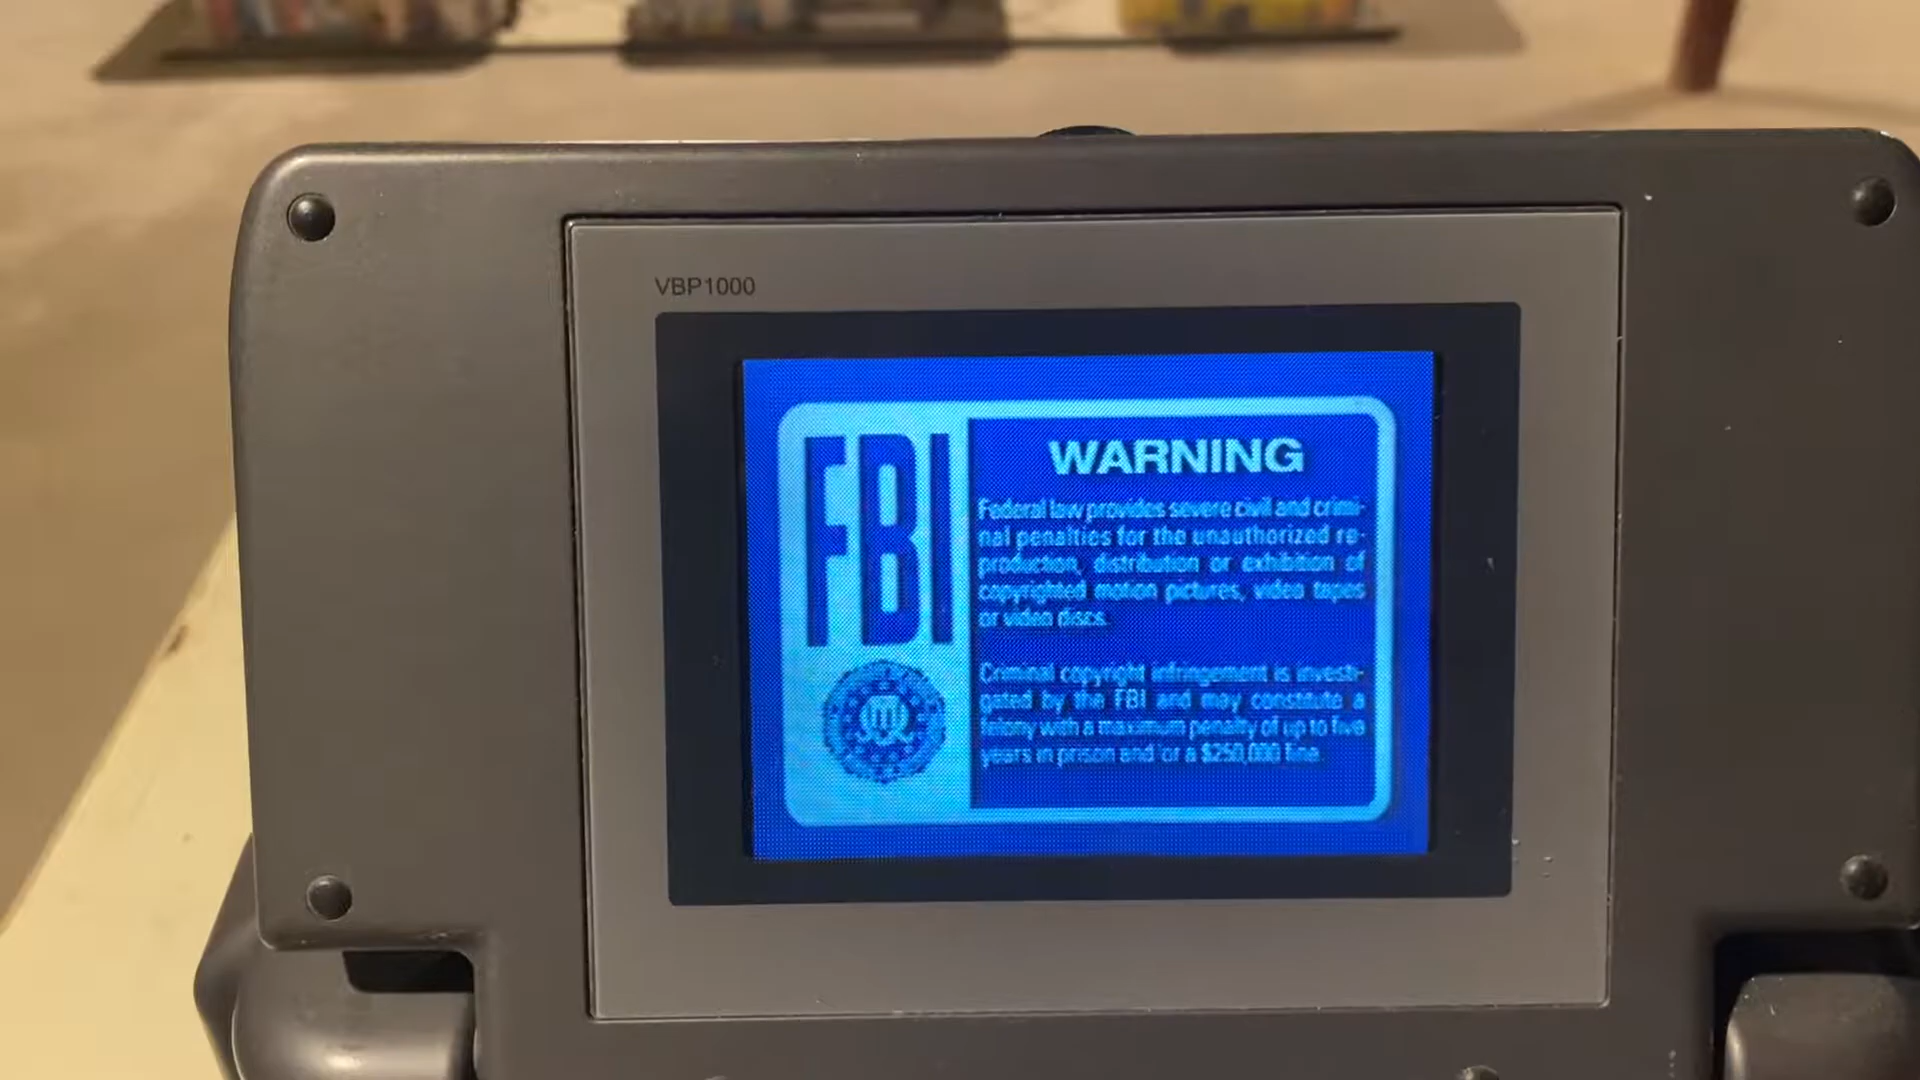 VBP1000
FBI
WARNING
Federal law provides severe civil and crimi-
nal penalties for the unauthorized re-
production, distribution or exhibition of
copyrighted motion pictures, video tapes
or video discs.
Criminal copyright infringement is investi-
gated by the FBI and may constitute a
felony with a maximum penalty of up to five
years in prison and/or a $250,000 fine.